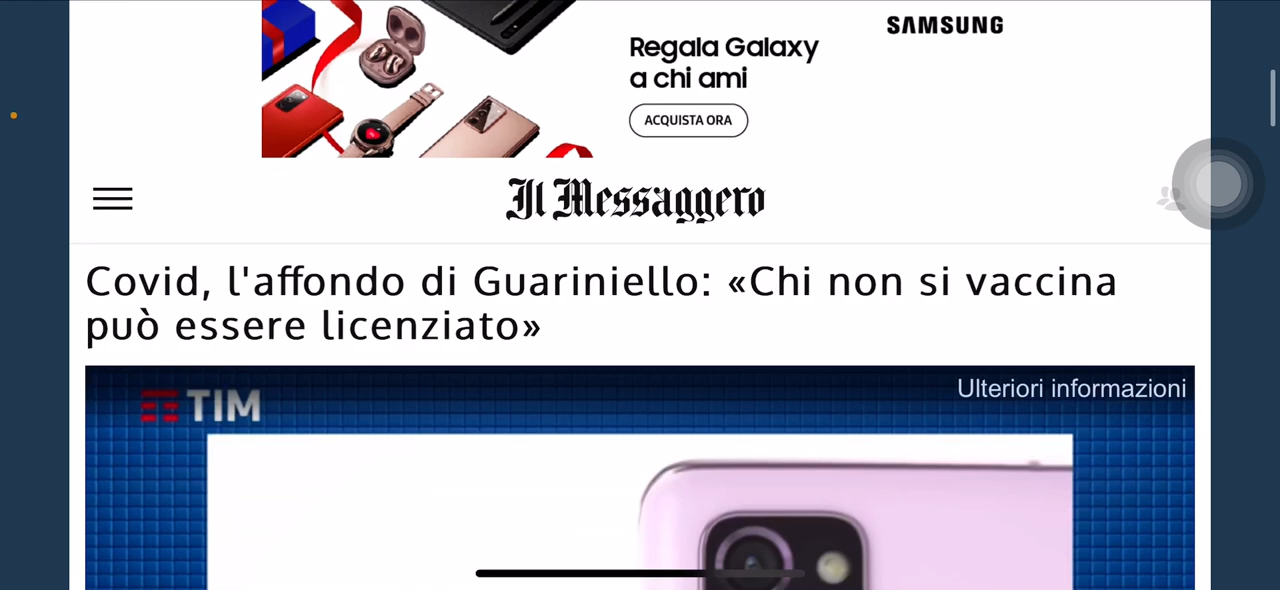 SAMSUNG
Regala Galaxy
a chi ami
ACQUISTA ORA
Il Messaggero
Covid, l'affondo di Guariniello: «Chi non si vaccina
può essere licenziato»
TIM
Ulteriori informazioni